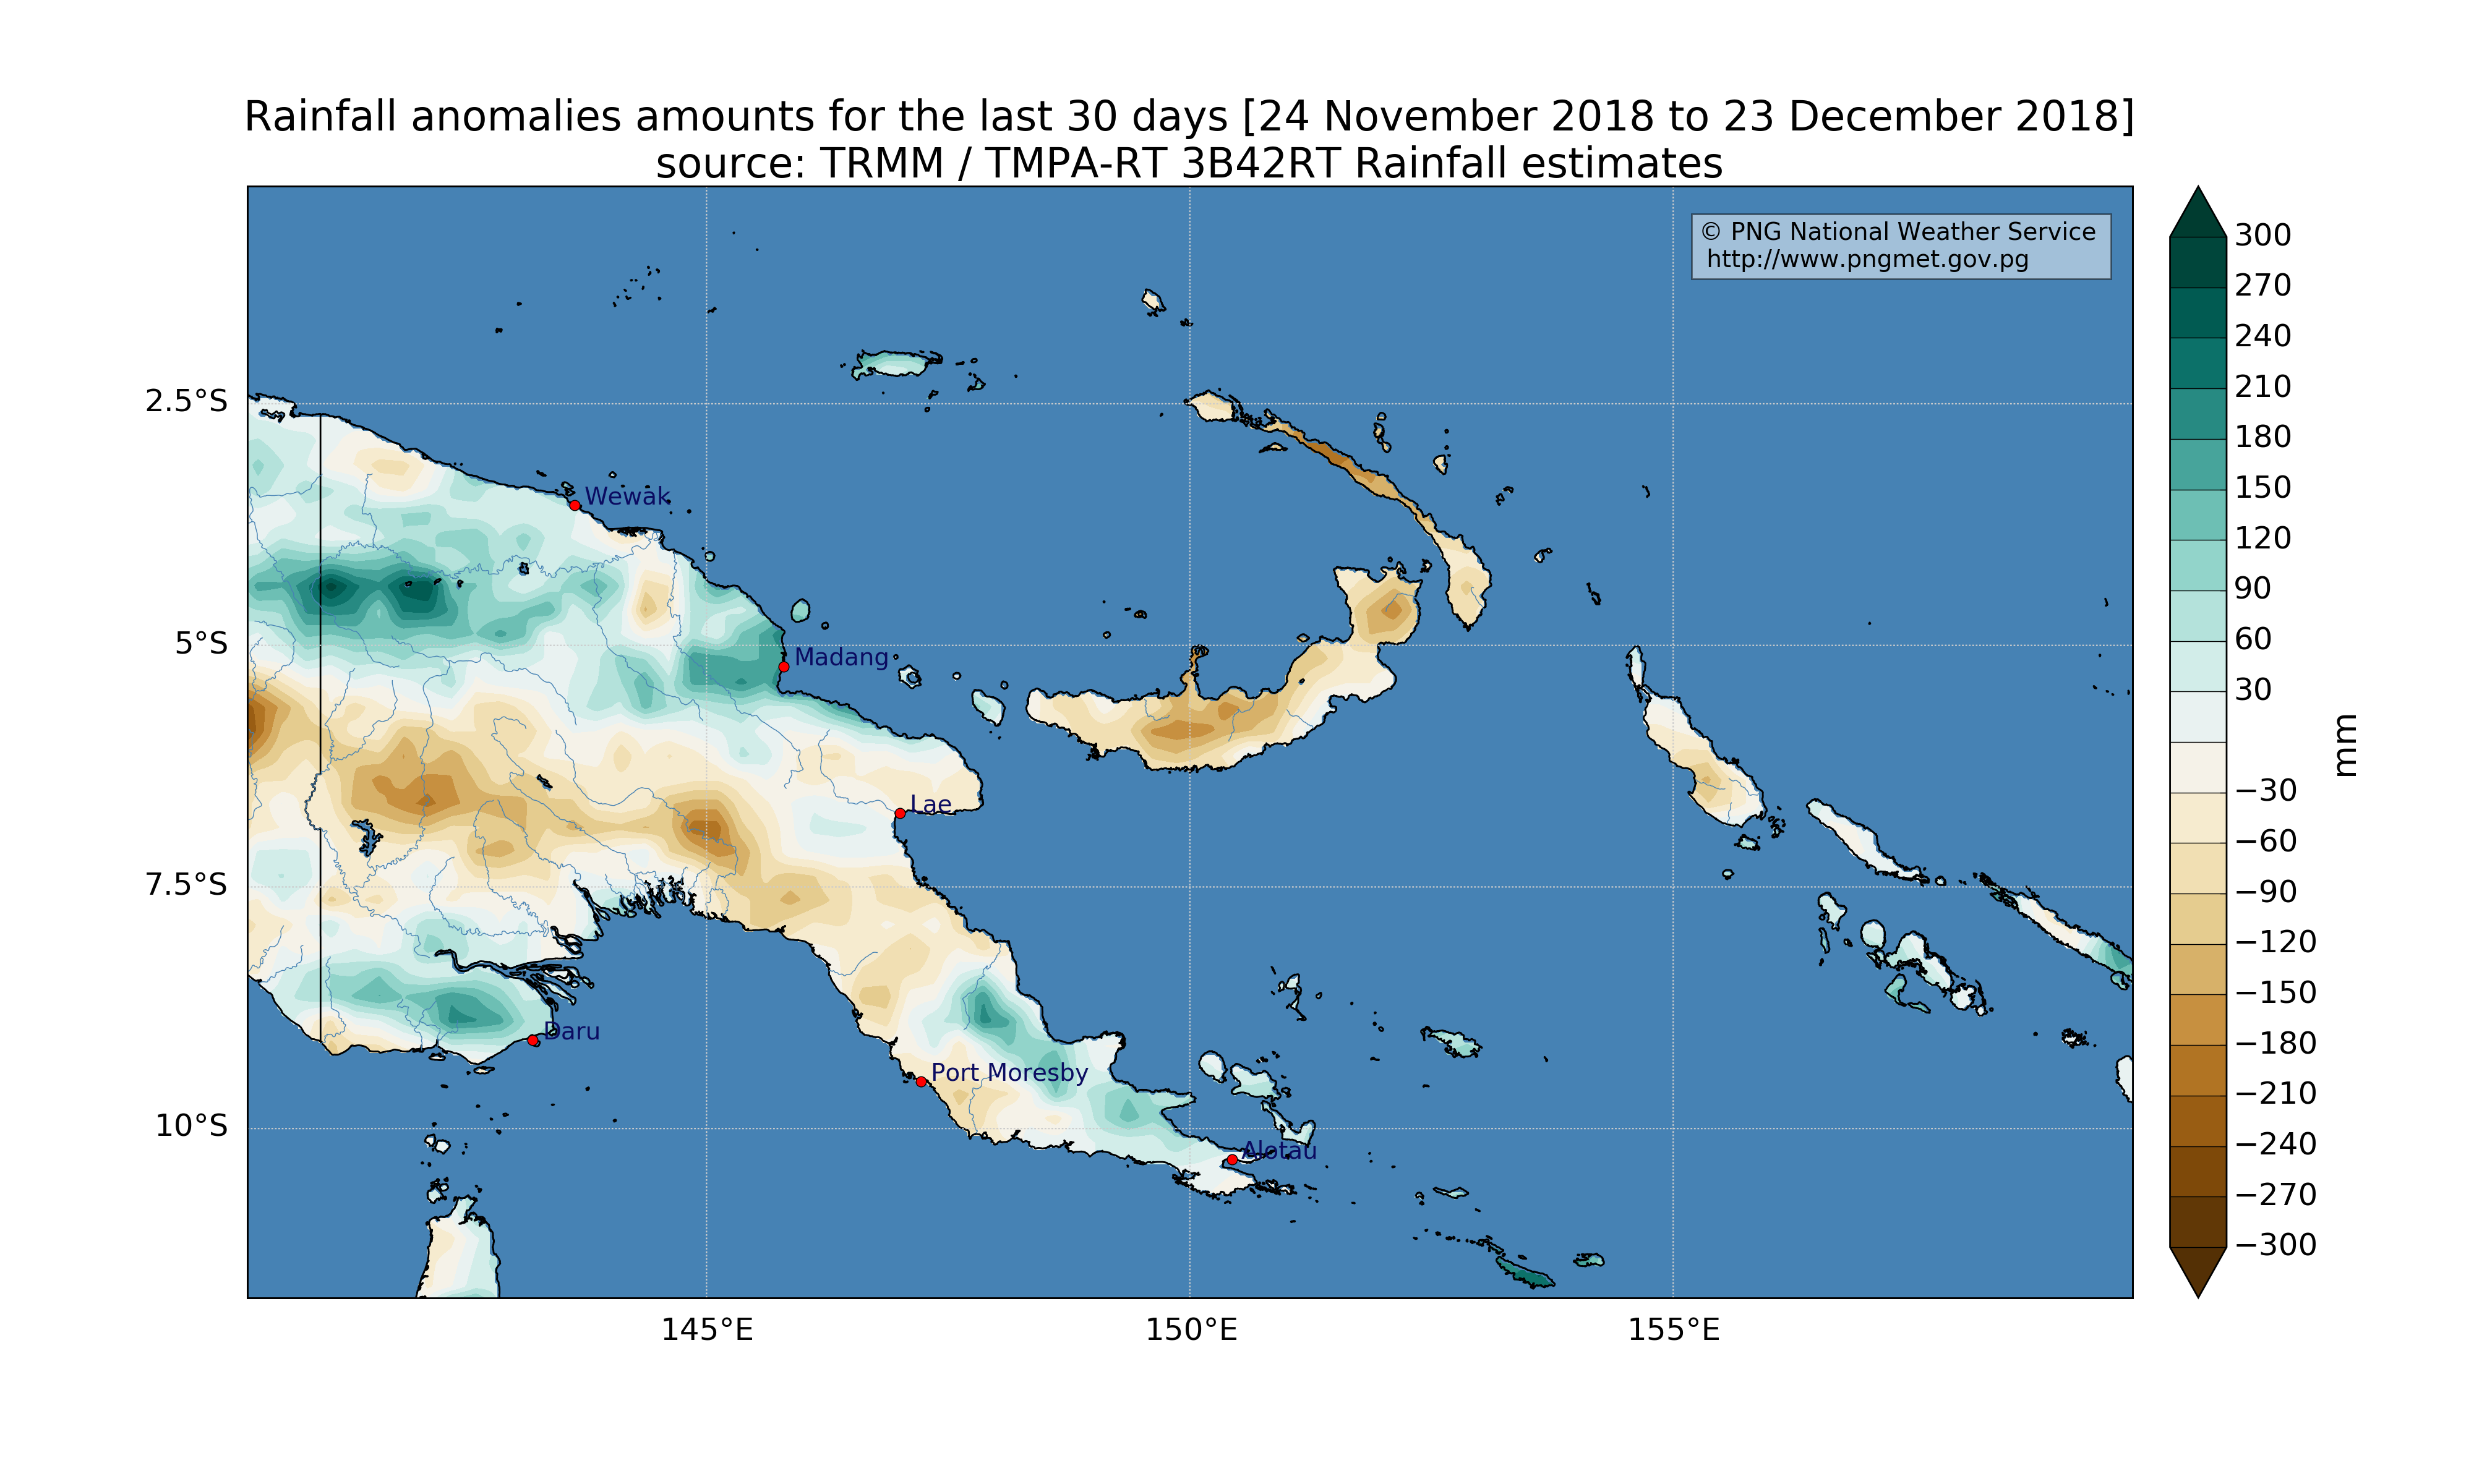 Rainfall anomalies amounts for the last 30 days [24 November 2018 to 23 December 2018]
source: TRMM / TMPA-RT 3B42RT Rainfall estimates
© PNG National Weather Service
http://www.pngmet.gov.pg
2.5°S
5°S
7.5°S
10°S
Wewak
Madang
Lae
Daru
Port Moresby
Alotau
145°E
150°E
155°E
300
270
240
210
180
150
120
90
60
30
−30
−60
−90
−120
−150
−180
−210
−240
−270
−300
mm